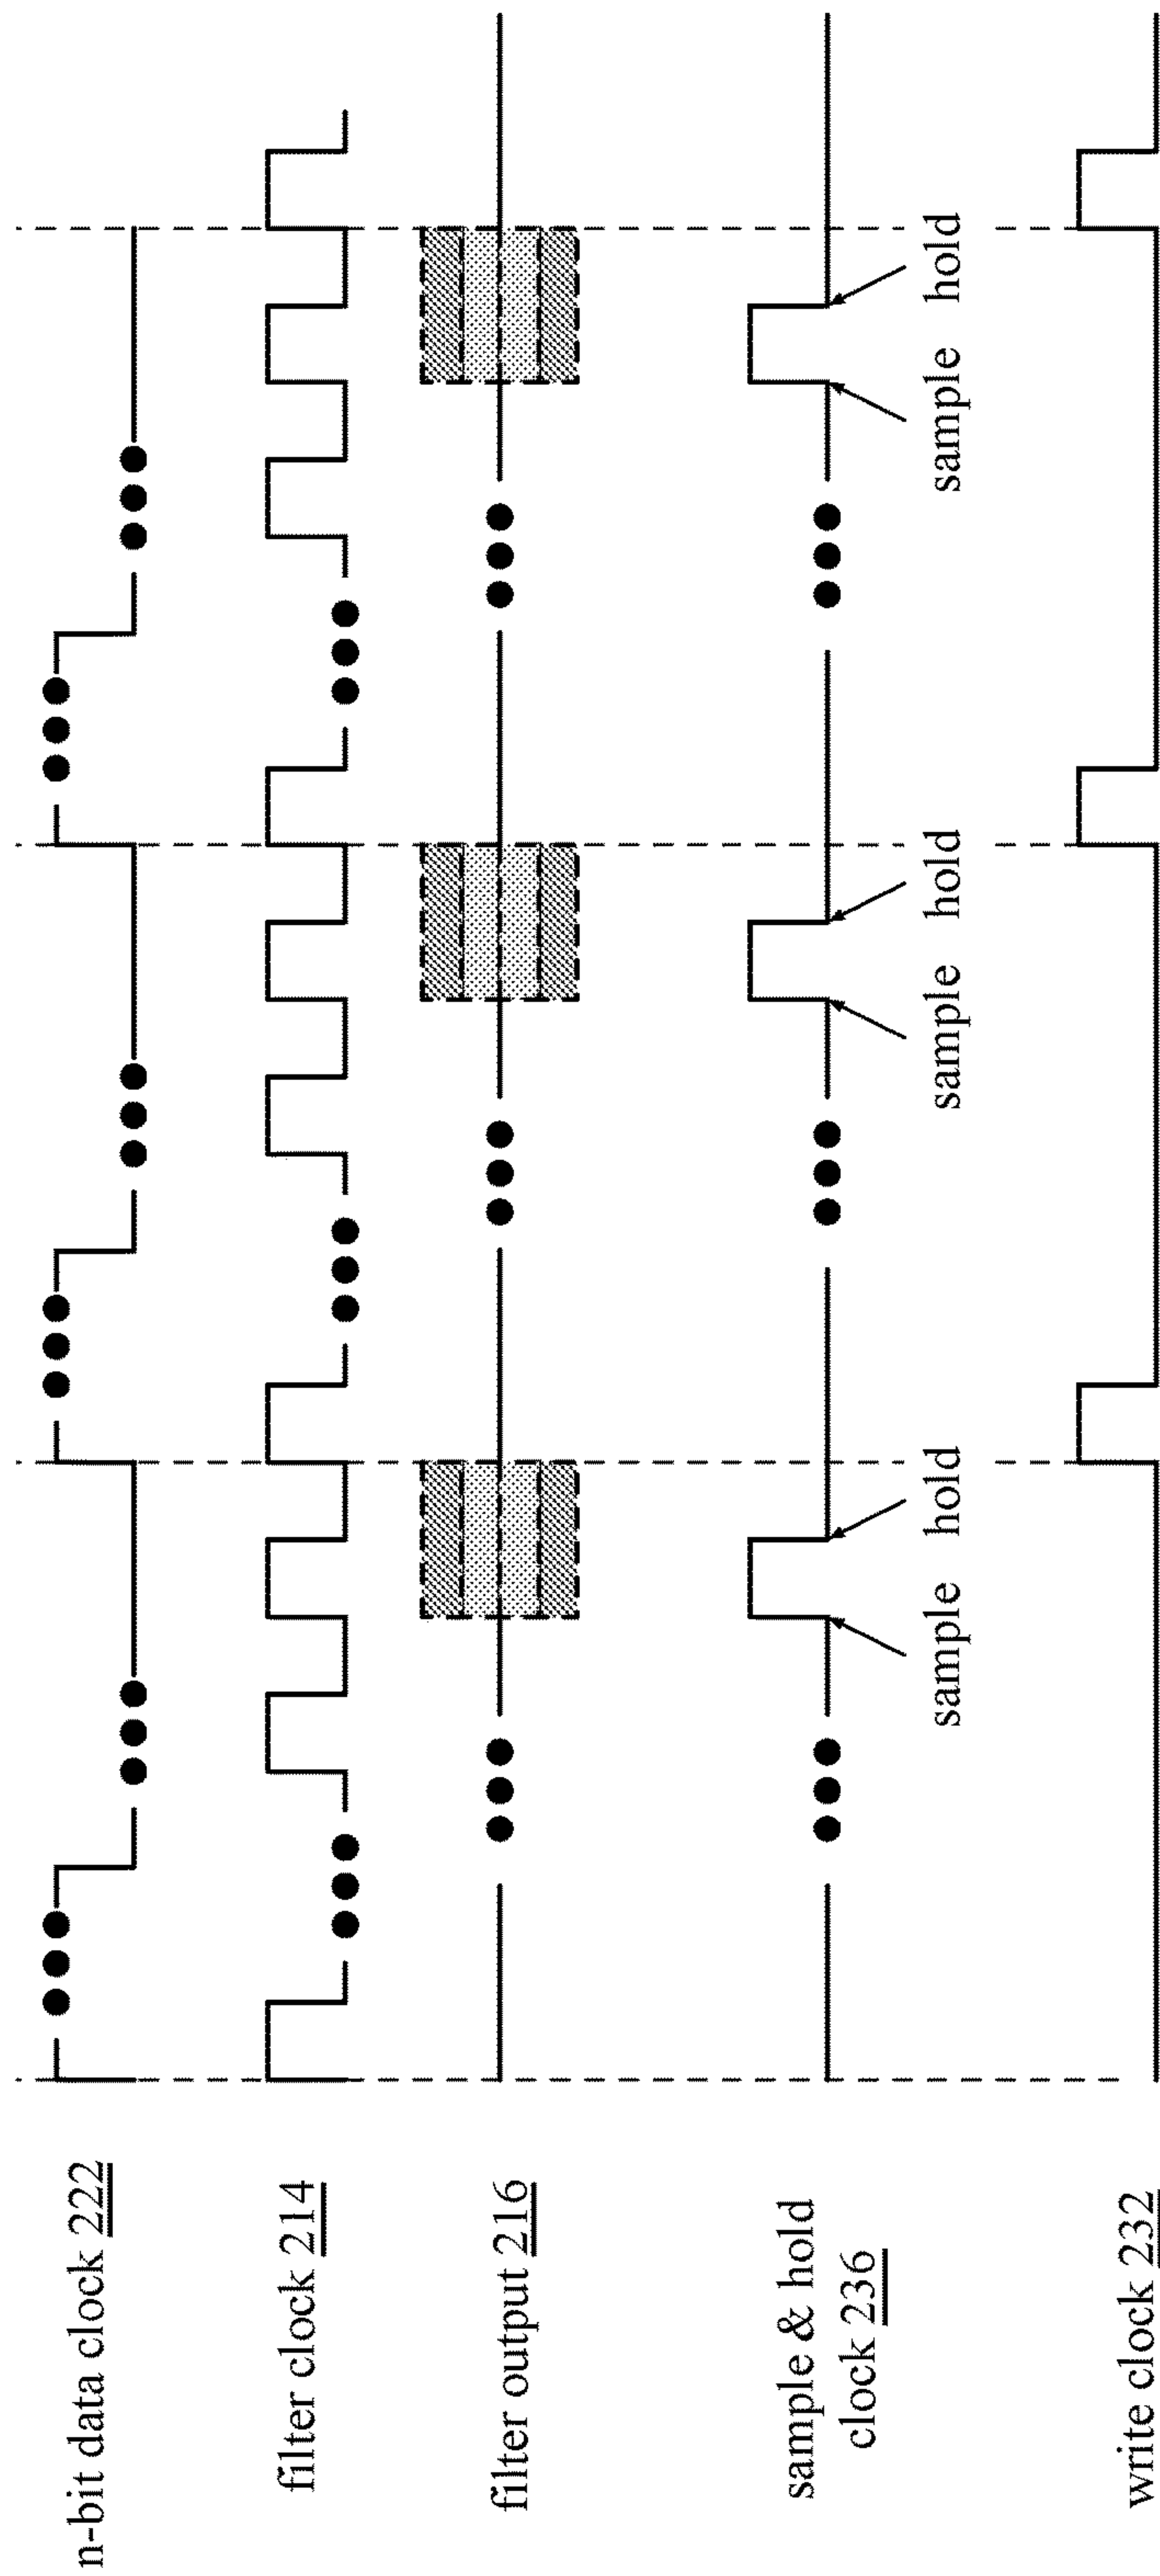 n-bit data clock 222
filter clock 214
filter output 216
sample & hold
clock 236
sample hold
sample hold
sample hold
write clock 232